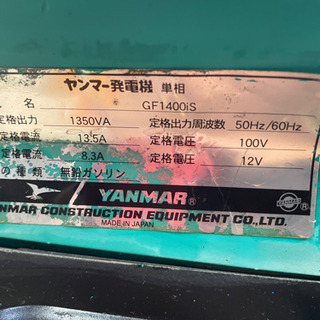 ヤンマー発電機 単相
名 GF1400iS
定格出力 1350VA 定格出力周波数 50Hz/60Hz
定格電流 13.5A 定格電圧 100V
格電流 8.3A 定格電圧 12V
の種類 無鉛ガソリン
YANMAR ®
NMAR CONSTRUCTION EQUIPMENT CO., LTD.
MADE IN JAPAN